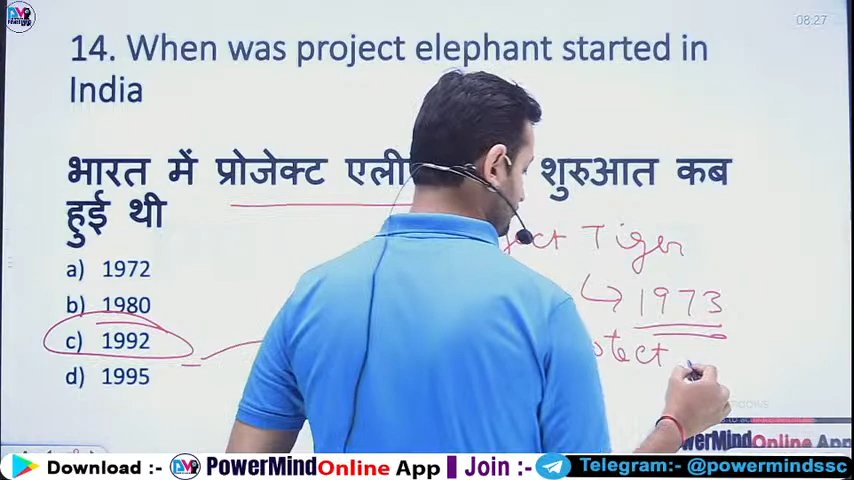 08:27
14. When was project elephant started in
India
भारत में प्रोजेक्ट शुरुआत कब
हुई थी
a) 1972
b) 1980
c) 1992
d) 1995
Tiger
1973
Download :- PowerMindOnline App Join :- Telegram:- @powermindssc